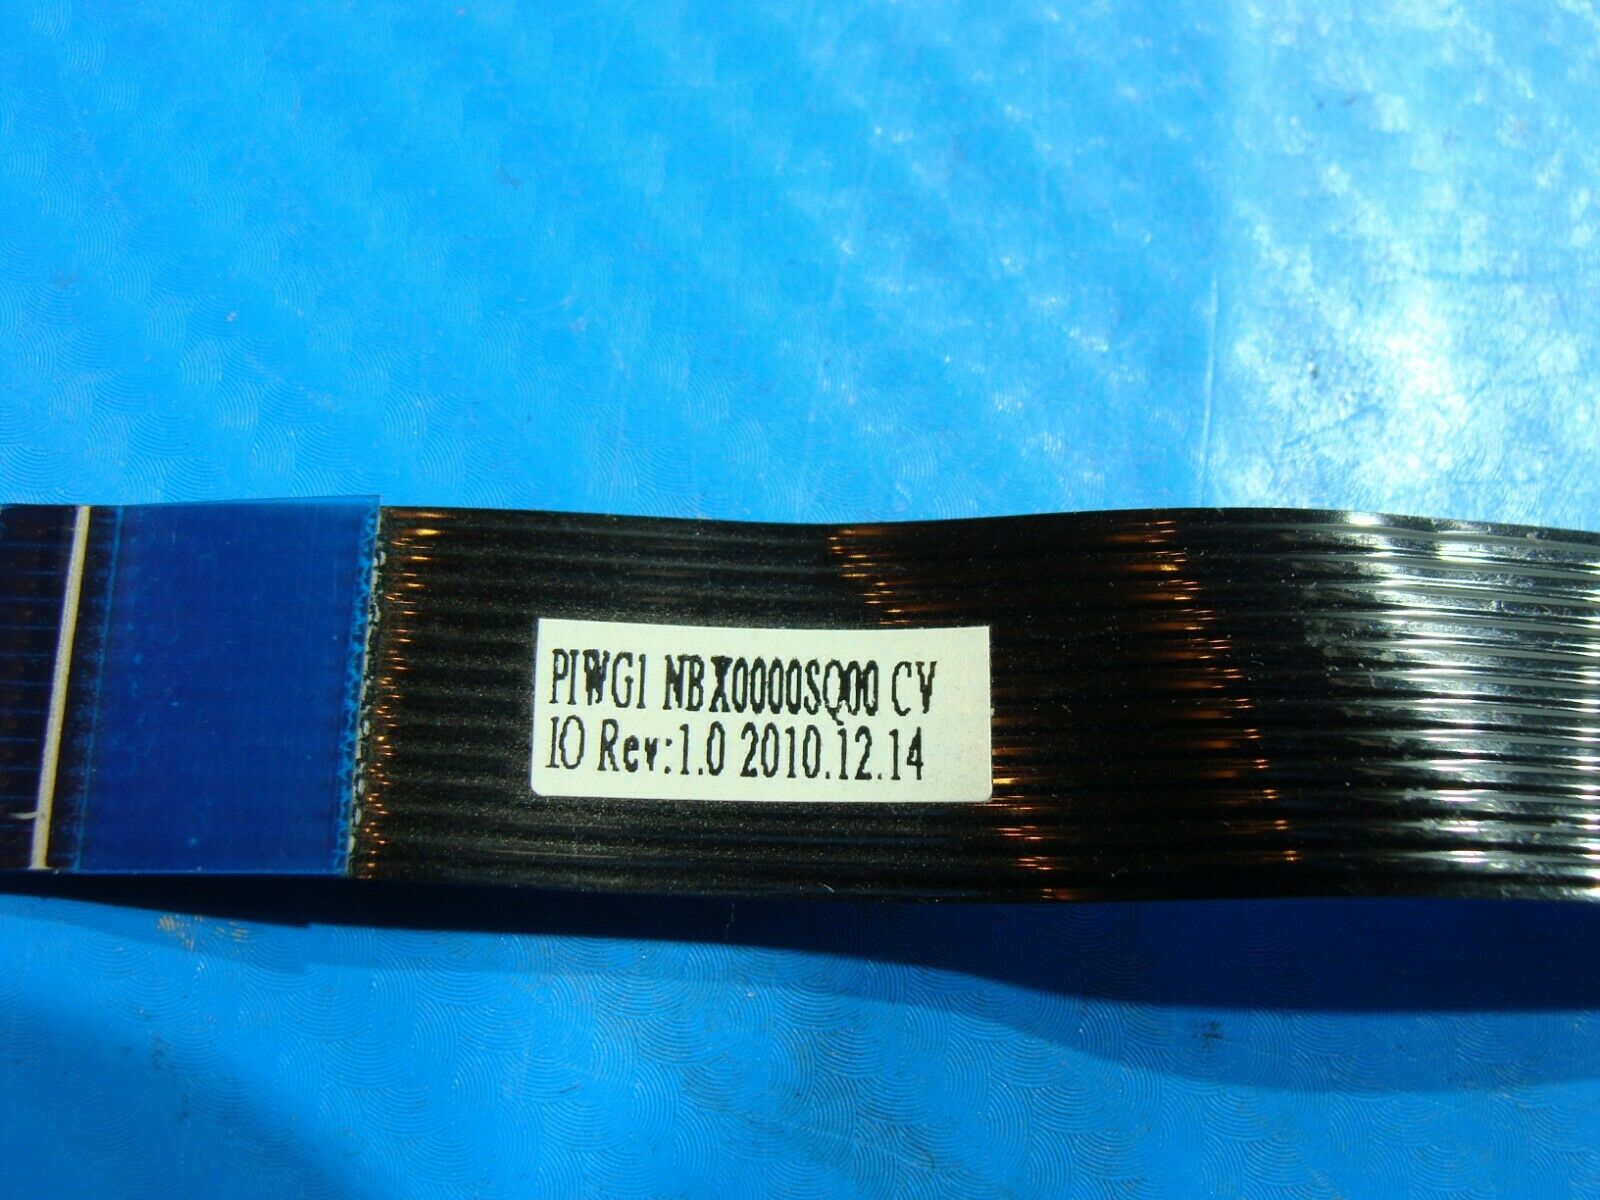 PIWG1 NBX0000SQ00 CV
IO Rev:1.0 2010.12.14